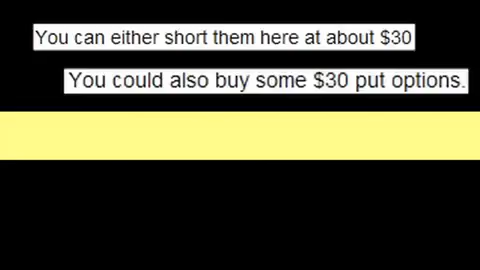 You can either short them here at about $30
You could also buy some $30 put options.